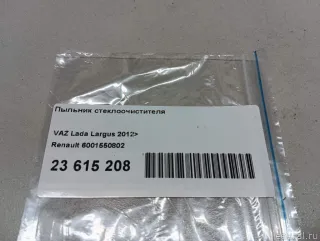 Пыльник стеклоочистителя
VAZ Lada Largus 2012>
Renault 6001550802
23 615 208